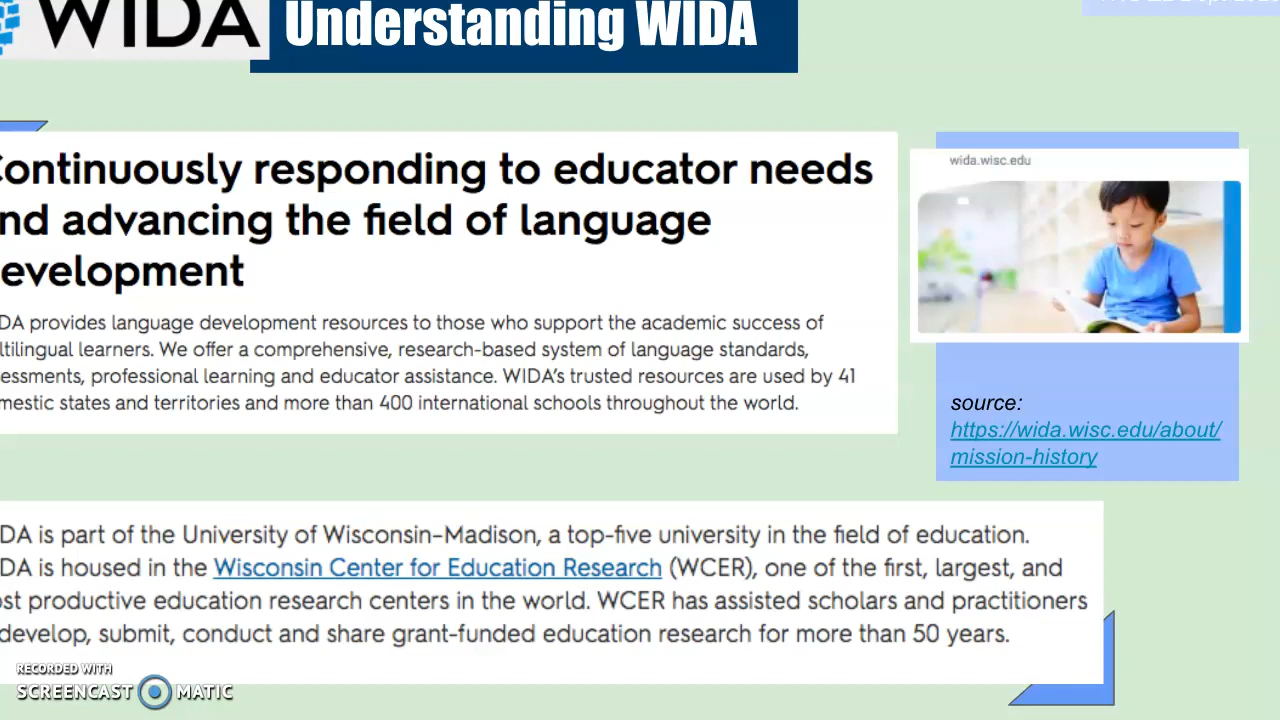 WIDA
Understanding WIDA
ontinuously responding to educator needs
nd advancing the field of language
evelopment
DA provides language development resources to those who support the academic success of
ltilingual learners. We offer a comprehensive, research-based system of language standards,
essments, professional learning and educator assistance. WIDA's trusted resources are used by 41
mestic states and territories and more than 400 international schools throughout the world.
wida.wisc.edu
source:
https://wida.wisc.edu/about/
mission-history
DA is part of the University of Wisconsin–Madison, a top-five university in the field of education.
DA is housed in the Wisconsin Center for Education Research (WCER), one of the first, largest, and
st productive education research centers in the world. WCER has assisted scholars and practitioners
develop, submit, conduct and share grant-funded education research for more than 50 years.
RECORDED WITH
SCREENCAST MATIC